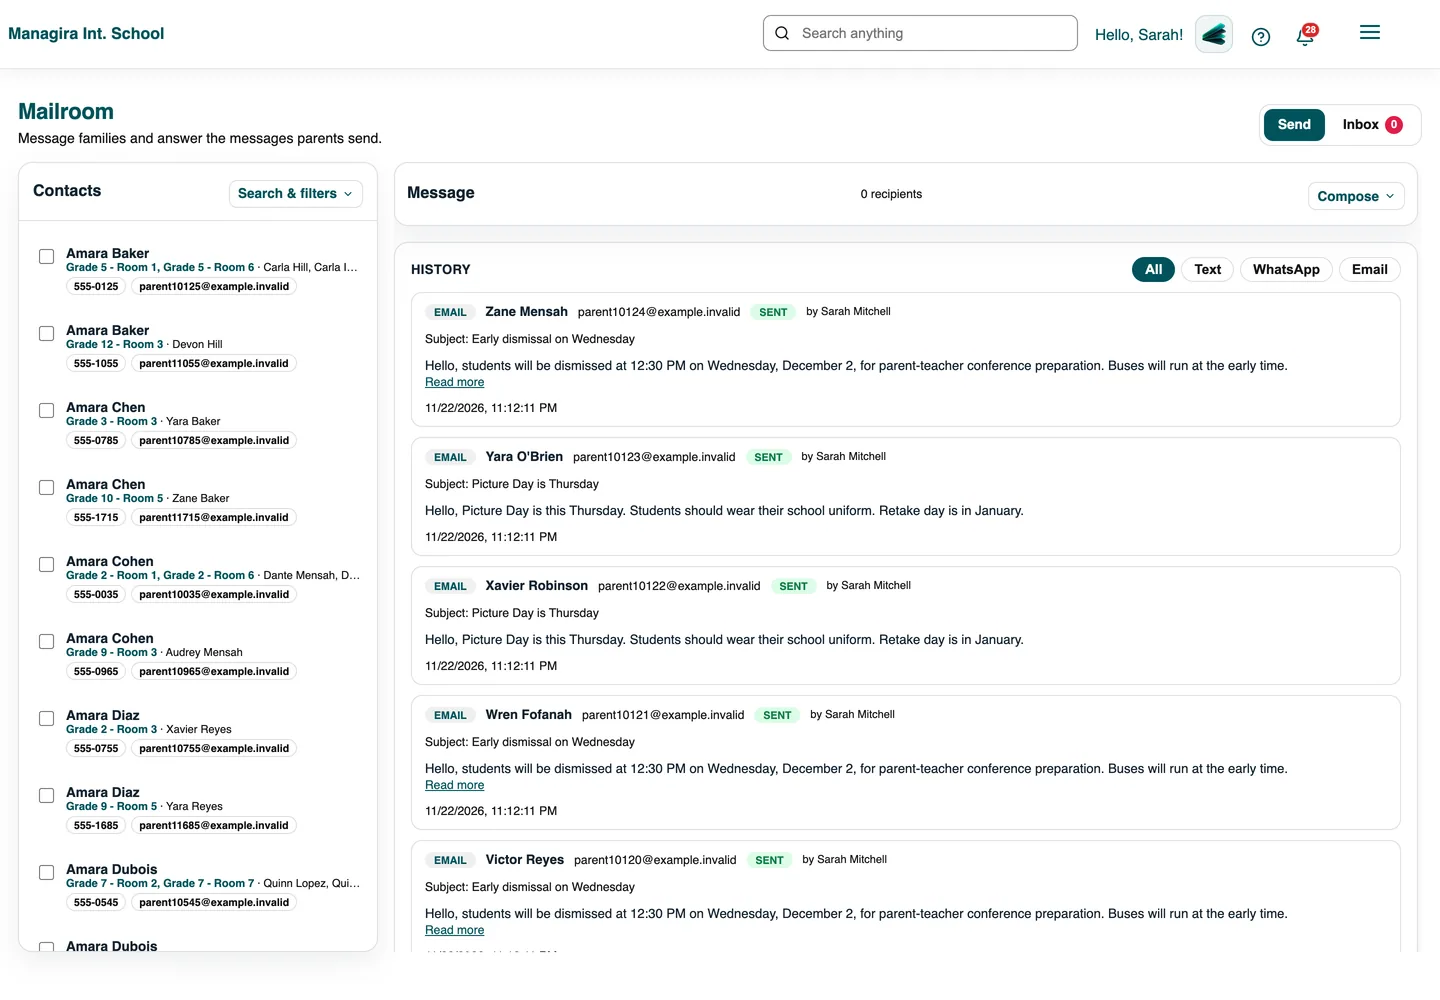 Managira Int. School
Search anything
Hello, Sarah!
28
Mailroom
Message families and answer the messages parents send.
Send
Inbox 0
Contacts
Search & filters
Amara Baker
Grade 5 - Room 1, Grade 5 - Room 6 · Carla Hill, Carla I…
555-0125 parent10125@example.invalid
Amara Baker
Grade 12 - Room 3 · Devon Hill
555-1055 parent11055@example.invalid
Amara Chen
Grade 3 - Room 3 · Yara Baker
555-0785 parent10785@example.invalid
Amara Chen
Grade 10 - Room 5 · Zane Baker
555-1715 parent11715@example.invalid
Amara Cohen
Grade 2 - Room 1, Grade 2 - Room 6 · Dante Mensah, D…
555-0035 parent10035@example.invalid
Amara Cohen
Grade 9 - Room 3 · Audrey Mensah
555-0965 parent10965@example.invalid
Amara Diaz
Grade 2 - Room 3 · Xavier Reyes
555-0755 parent10755@example.invalid
Amara Diaz
Grade 9 - Room 5 · Yara Reyes
555-1685 parent11685@example.invalid
Amara Dubois
Grade 7 - Room 2, Grade 7 - Room 7 · Quinn Lopez, Qui…
555-0545 parent10545@example.invalid
Amara Dubois
Message
0 recipients
Compose
HISTORY
All Text WhatsApp Email
EMAIL Zane Mensah parent10124@example.invalid SENT by Sarah Mitchell
Subject: Early dismissal on Wednesday
Hello, students will be dismissed at 12:30 PM on Wednesday, December 2, for parent-teacher conference preparation. Buses will run at the early time.
Read more
11/22/2026, 11:12:11 PM
EMAIL Yara O'Brien parent10123@example.invalid SENT by Sarah Mitchell
Subject: Picture Day is Thursday
Hello, Picture Day is this Thursday. Students should wear their school uniform. Retake day is in January.
11/22/2026, 11:12:11 PM
EMAIL Xavier Robinson parent10122@example.invalid SENT by Sarah Mitchell
Subject: Picture Day is Thursday
Hello, Picture Day is this Thursday. Students should wear their school uniform. Retake day is in January.
11/22/2026, 11:12:11 PM
EMAIL Wren Fofanah parent10121@example.invalid SENT by Sarah Mitchell
Subject: Early dismissal on Wednesday
Hello, students will be dismissed at 12:30 PM on Wednesday, December 2, for parent-teacher conference preparation. Buses will run at the early time.
Read more
11/22/2026, 11:12:11 PM
EMAIL Victor Reyes parent10120@example.invalid SENT by Sarah Mitchell
Subject: Early dismissal on Wednesday
Hello, students will be dismissed at 12:30 PM on Wednesday, December 2, for parent-teacher conference preparation. Buses will run at the early time.
Read more